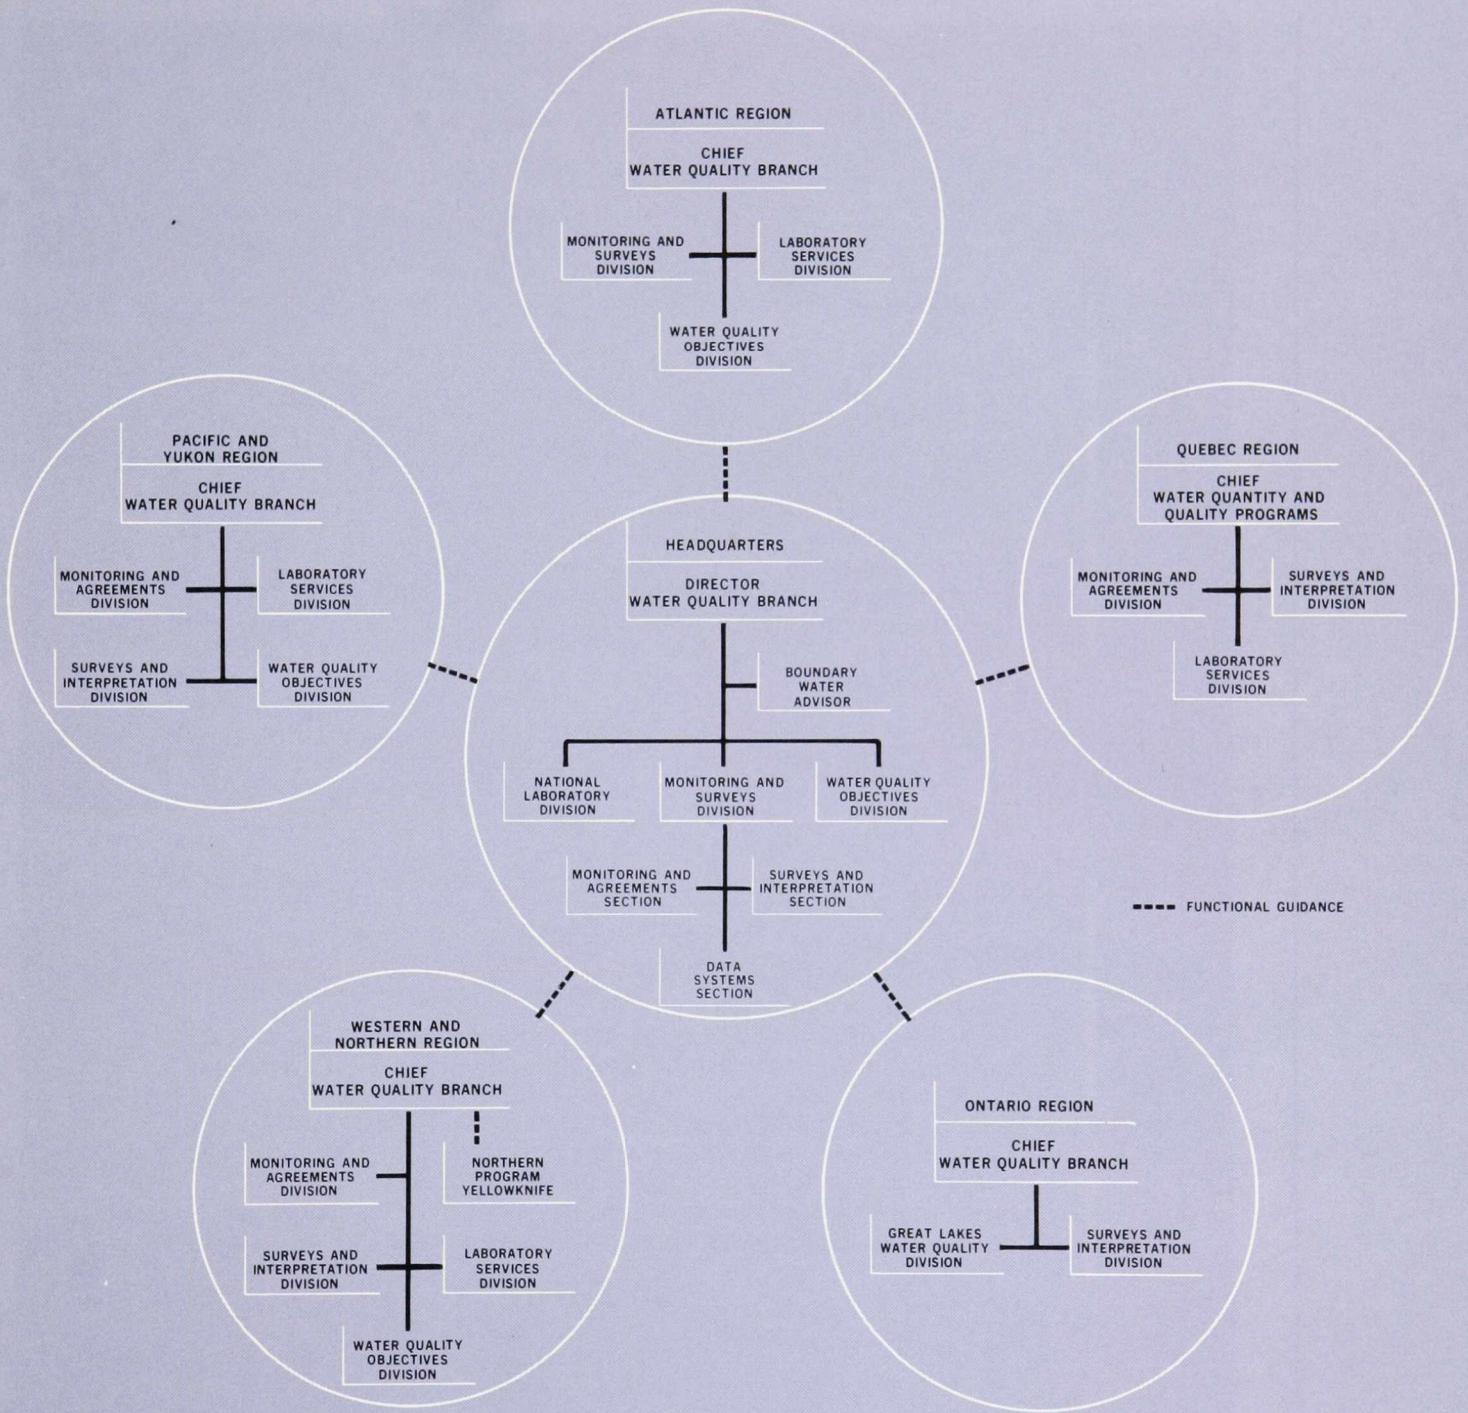 ATLANTIC REGION
CHIEF
WATER QUALITY BRANCH
MONITORING AND
SURVEYS
DIVISION
LABORATORY
SERVICES
DIVISION
WATER QUALITY
OBJECTIVES
DIVISION
PACIFIC AND
YUKON REGION
CHIEF
WATER QUALITY BRANCH
MONITORING AND
AGREEMENTS
DIVISION
LABORATORY
SERVICES
DIVISION
SURVEYS AND
INTERPRETATION
DIVISION
WATER QUALITY
OBJECTIVES
DIVISION
HEADQUARTERS
DIRECTOR
WATER QUALITY BRANCH
BOUNDARY
WATER
ADVISOR
NATIONAL
LABORATORY
DIVISION
MONITORING AND
SURVEYS
DIVISION
WATER QUALITY
OBJECTIVES
DIVISION
MONITORING AND
AGREEMENTS
SECTION
SURVEYS AND
INTERPRETATION
SECTION
DATA
SYSTEMS
SECTION
QUEBEC REGION
CHIEF
WATER QUANTITY AND
QUALITY PROGRAMS
MONITORING AND
AGREEMENTS
DIVISION
SURVEYS AND
INTERPRETATION
DIVISION
LABORATORY
SERVICES
DIVISION
FUNCTIONAL GUIDANCE
WESTERN AND
NORTHERN REGION
CHIEF
WATER QUALITY BRANCH
MONITORING AND
AGREEMENTS
DIVISION
NORTHERN
PROGRAM
YELLOWKNIFE
SURVEYS AND
INTERPRETATION
DIVISION
LABORATORY
SERVICES
DIVISION
WATER QUALITY
OBJECTIVES
DIVISION
ONTARIO REGION
CHIEF
WATER QUALITY BRANCH
GREAT LAKES
WATER QUALITY
DIVISION
SURVEYS AND
INTERPRETATION
DIVISION